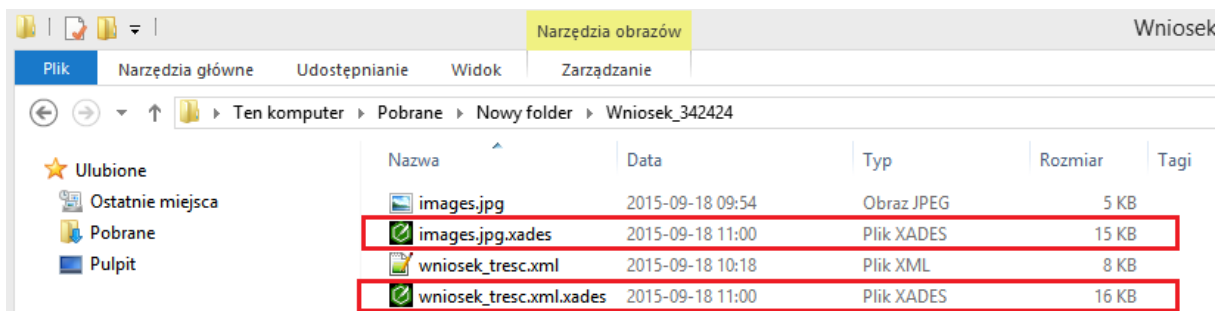 Narzędzia obrazów Wniosek
Plik Narzędzia główne Udostępnianie Widok Zarządzanie
Ten komputer Pobrane Nowy folder Wniosek_342424
Ulubione
Ostatnie miejsca
Pobrane
Pulpit
Nazwa Data Typ Rozmiar Tagi
images.jpg 2015-09-18 09:54 Obraz JPEG 5 KB
images.jpg.xades 2015-09-18 11:00 Plik XADES 15 KB
wniosek_tresc.xml 2015-09-18 10:18 Plik XML 8 KB
wniosek_tresc.xml.xades 2015-09-18 11:00 Plik XADES 16 KB